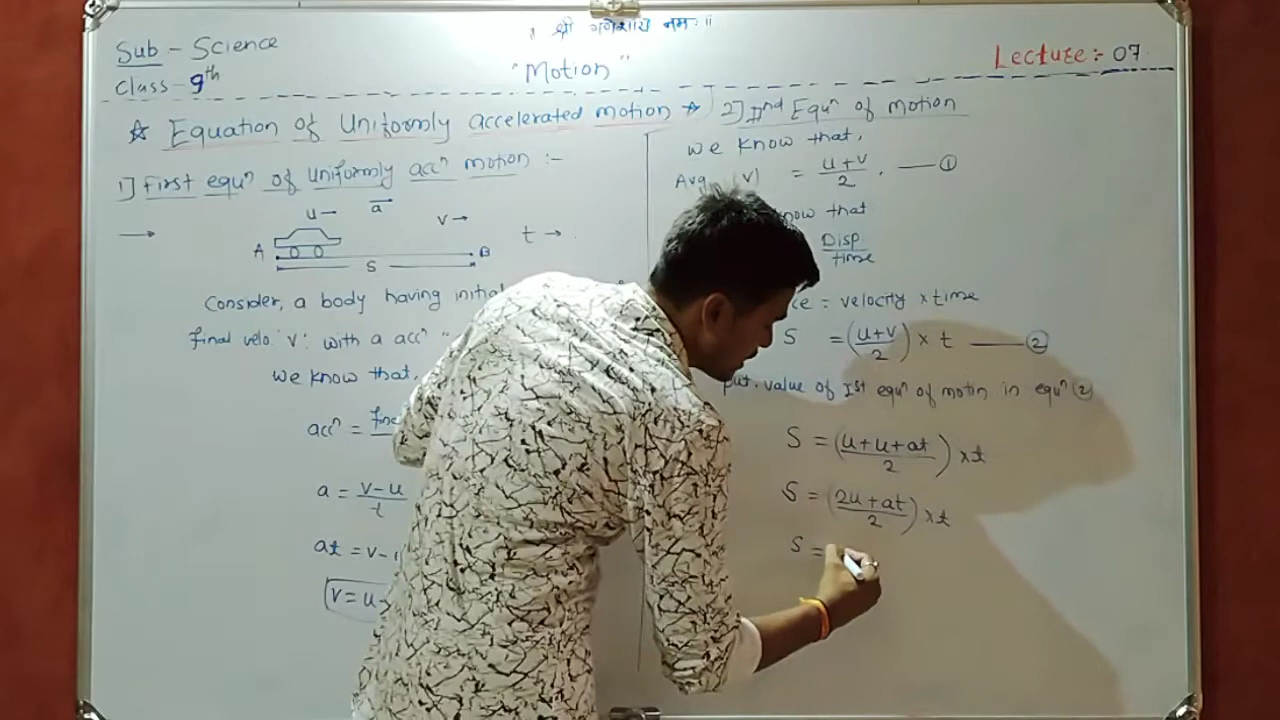 ॥ श्री गणेशाय नमः ॥
Sub - Science
Class - 9th
"Motion"
Lecture :- 07
☆ Equation of Uniformly accelerated motion ☆
1] First equⁿ of uniformly accⁿ motion :-
u→ a→ v→
t →
A B
S
Consider, a body having initial
final velo. 'v'. with a accⁿ "
we know that,
accⁿ =
a = v-u / t
at = v-
v = u
2] IInd Equⁿ of motion
we know that,
Avg (v) = u+v / 2 . —— ①
know that
Disp / time
= velocity × time
S = (u+v / 2) × t —— ②
put. value of Ist equⁿ of motin in equⁿ (2)
S = (u+u+at / 2) × t
S = (2u+at / 2) × t
S =